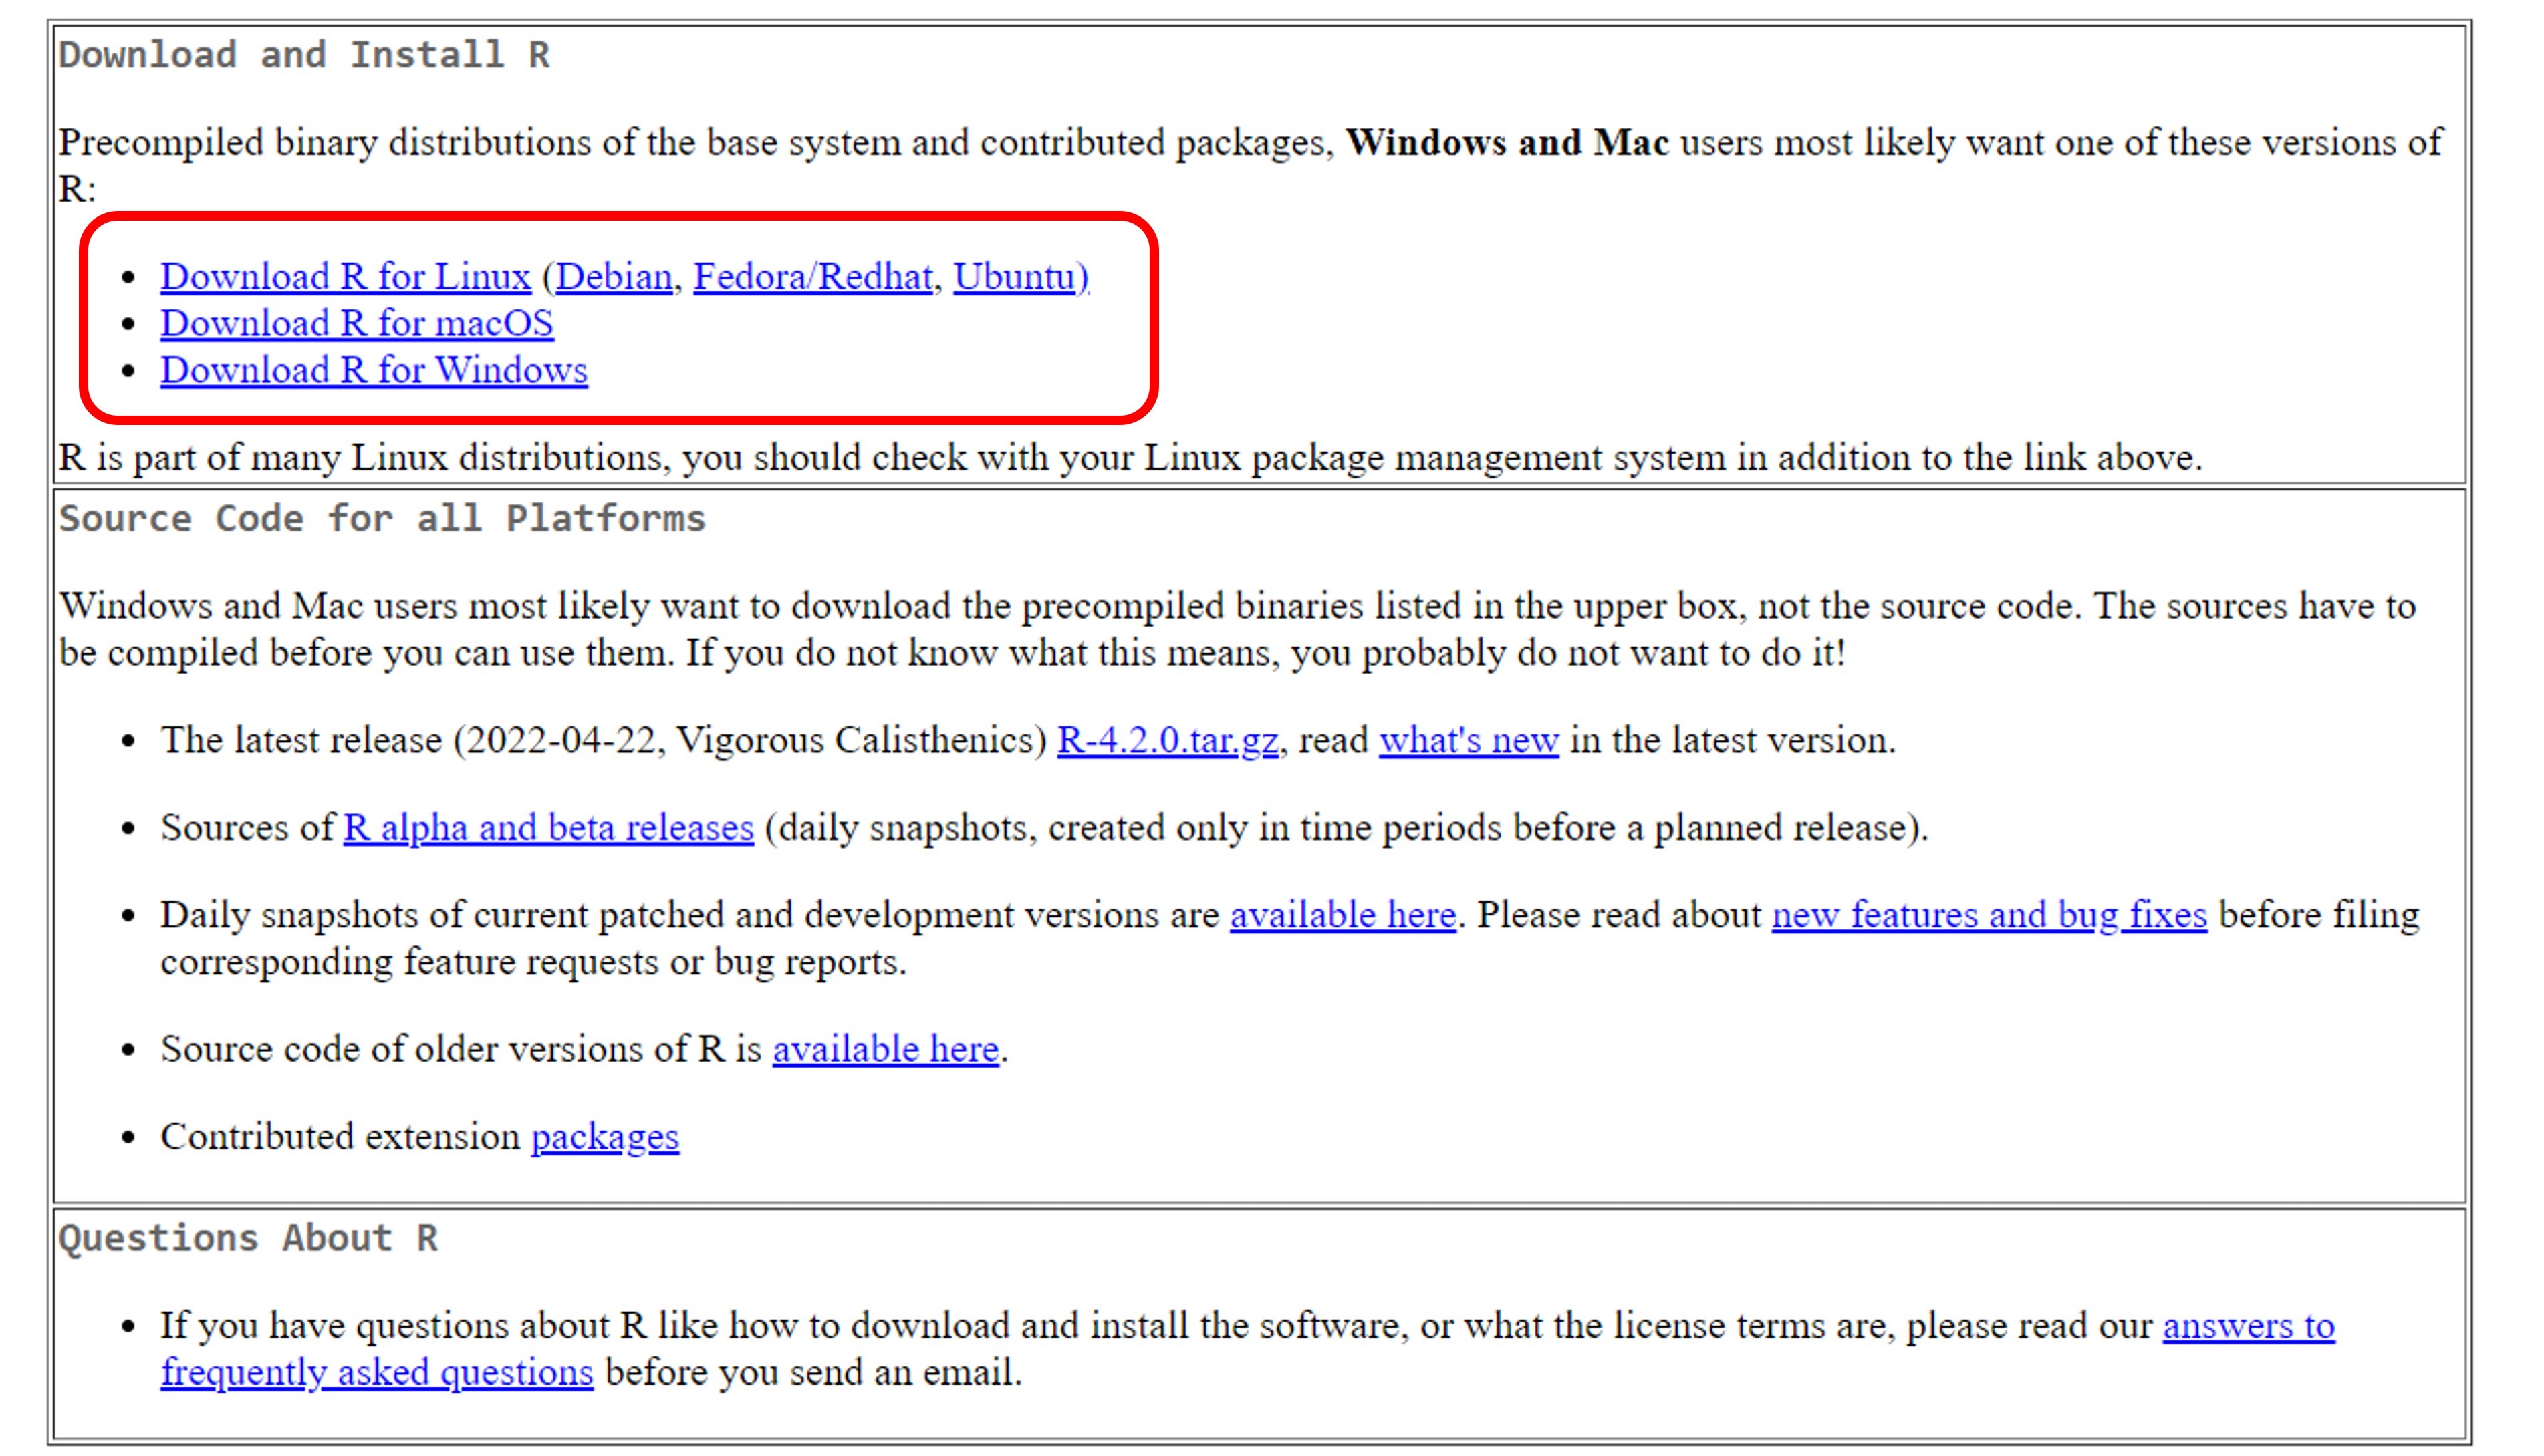 Download and Install R
Precompiled binary distributions of the base system and contributed packages, Windows and Mac users most likely want one of these versions of
R:
Download R for Linux (Debian, Fedora/Redhat, Ubuntu)
Download R for macOS
Download R for Windows
R is part of many Linux distributions, you should check with your Linux package management system in addition to the link above.
Source Code for all Platforms
Windows and Mac users most likely want to download the precompiled binaries listed in the upper box, not the source code. The sources have to
be compiled before you can use them. If you do not know what this means, you probably do not want to do it!
The latest release (2022-04-22, Vigorous Calisthenics) R-4.2.0.tar.gz, read what's new in the latest version.
Sources of R alpha and beta releases (daily snapshots, created only in time periods before a planned release).
Daily snapshots of current patched and development versions are available here. Please read about new features and bug fixes before filing
corresponding feature requests or bug reports.
Source code of older versions of R is available here.
Contributed extension packages
Questions About R
If you have questions about R like how to download and install the software, or what the license terms are, please read our answers to
frequently asked questions before you send an email.